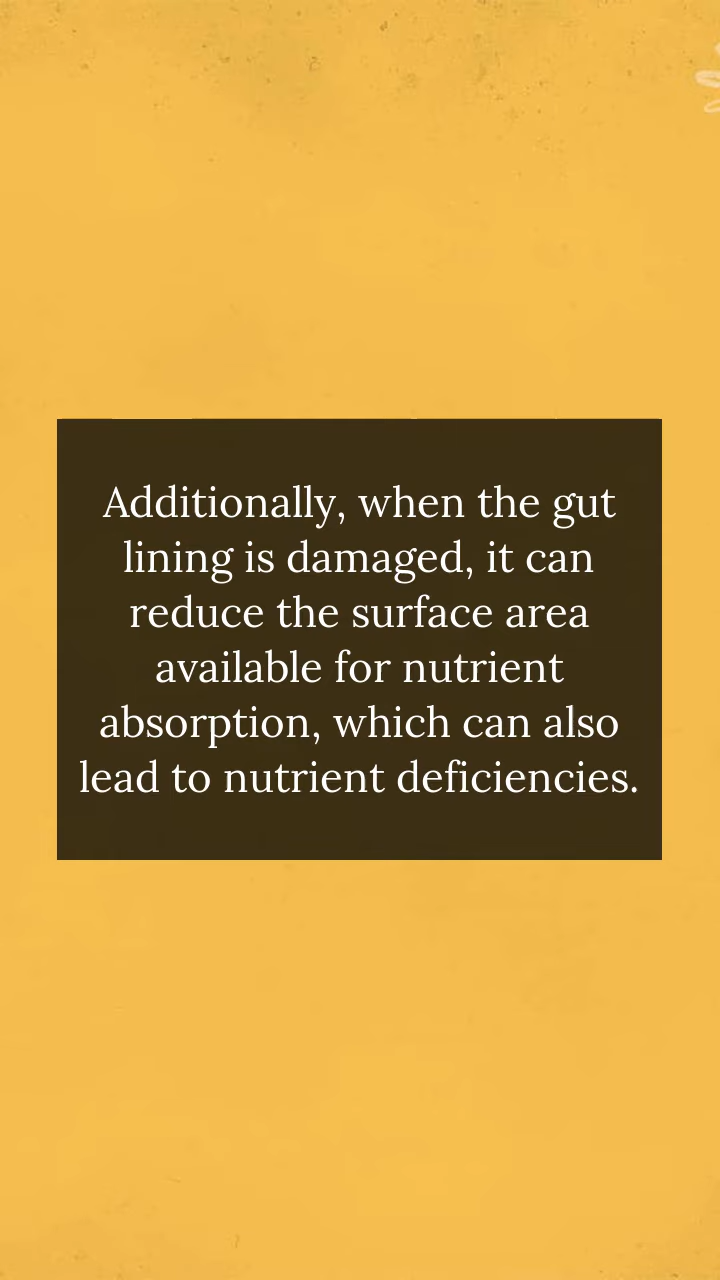 Additionally, when the gut
lining is damaged, it can
reduce the surface area
available for nutrient
absorption, which can also
lead to nutrient deficiencies.